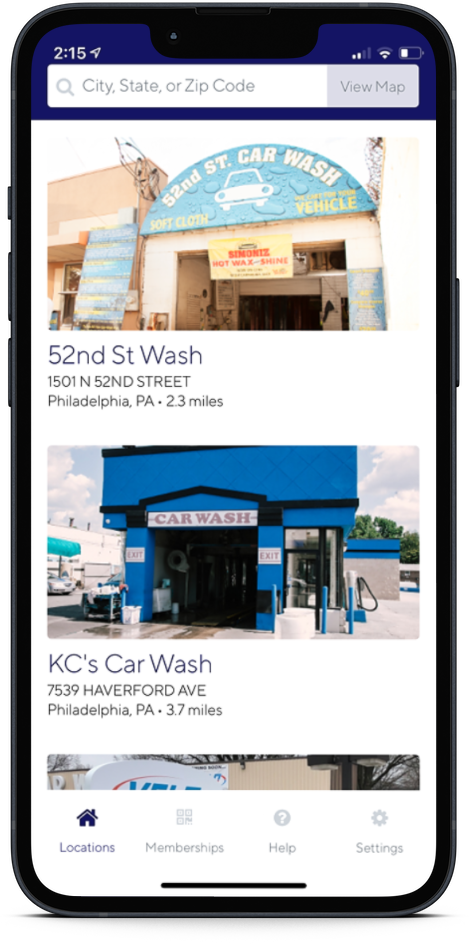 2:15
City, State, or Zip Code
View Map
52nd ST. CAR WASH
SOFT CLOTH
VEHICLE
SIMONIZ
HOT WAX-SHINE
52nd St Wash
1501 N 52ND STREET
Philadelphia, PA • 2.3 miles
CAR WASH
EXIT
EXIT
KC's Car Wash
7539 HAVERFORD AVE
Philadelphia, PA • 3.7 miles
Locations
Memberships
Help
Settings